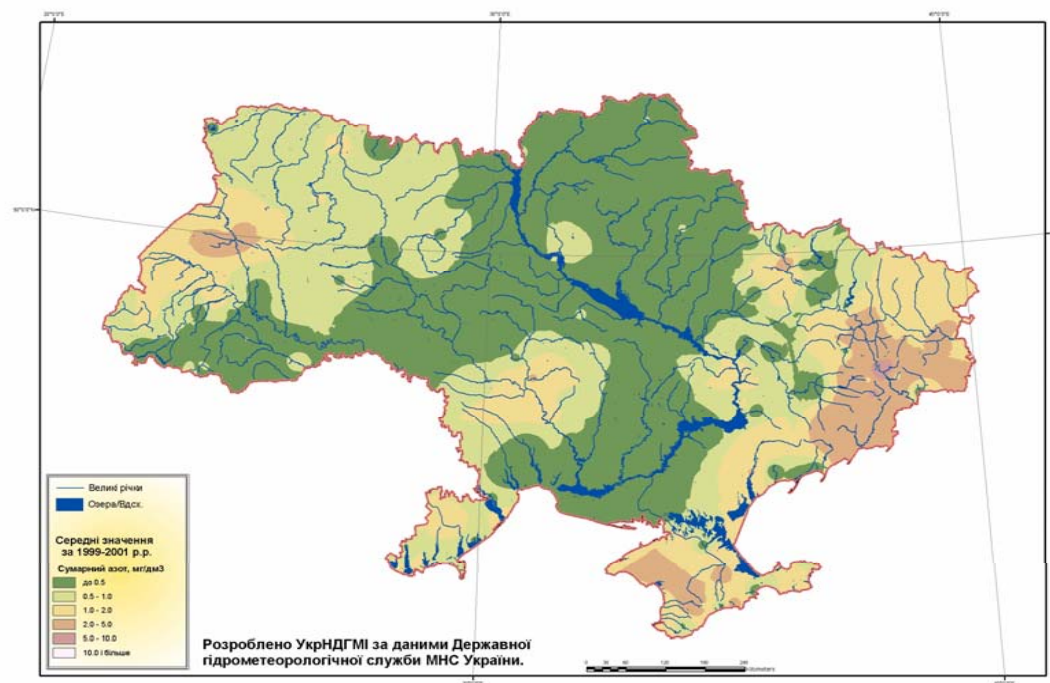 Великі річки
Озера/Вдсх.
Середні значення
за 1999-2001 р.р.
Сумарний азот, мг/дм3
до 0.5
0.5 - 1.0
1.0 - 2.0
2.0 - 5.0
5.0 - 10.0
10.0 і більше
Розроблено УкрНДГМІ за даними Державної
гідрометеорологічної служби МНС України.